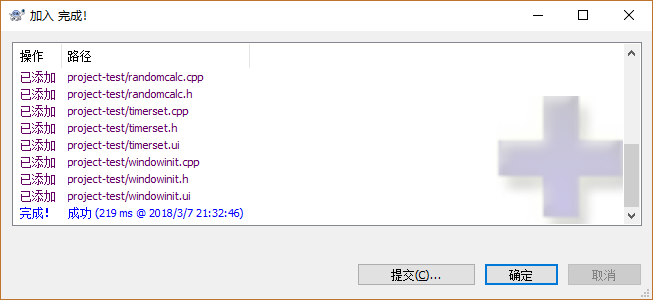 加入 完成!
操作 路径
已添加 project-test/randomcalc.cpp
已添加 project-test/randomcalc.h
已添加 project-test/timerset.cpp
已添加 project-test/timerset.h
已添加 project-test/timerset.ui
已添加 project-test/windowinit.cpp
已添加 project-test/windowinit.h
已添加 project-test/windowinit.ui
完成! 成功 (219 ms @ 2018/3/7 21:32:46)
提交(C)... 确定 取消